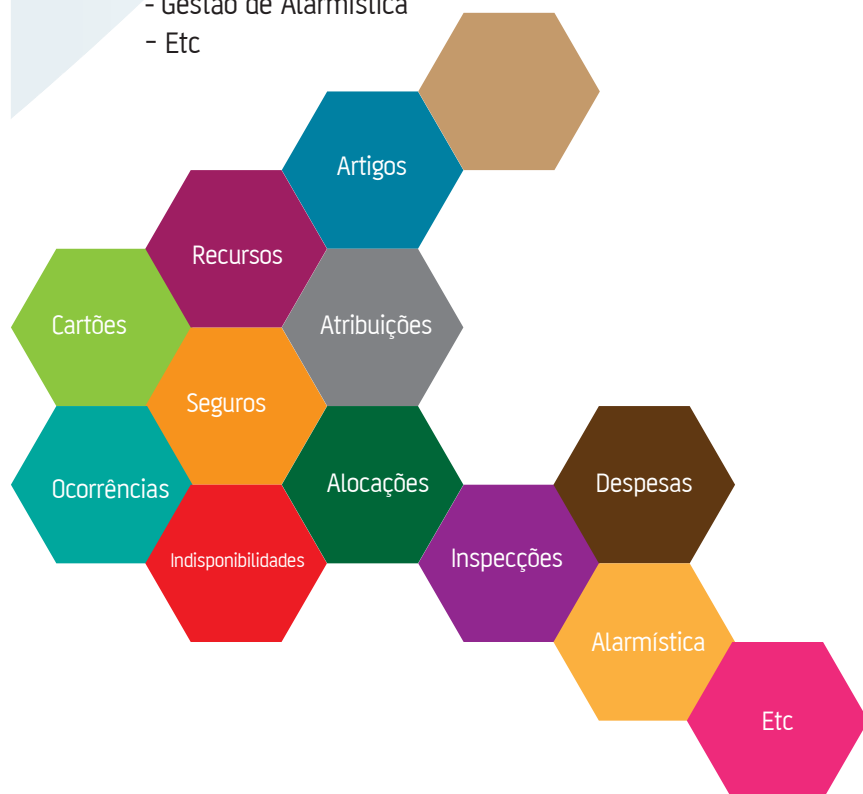 - Gestão de Alarmística
- Etc
Artigos
Recursos
Cartões
Atribuições
Seguros
Ocorrências
Alocações
Despesas
Indisponibilidades
Inspecções
Alarmística
Etc